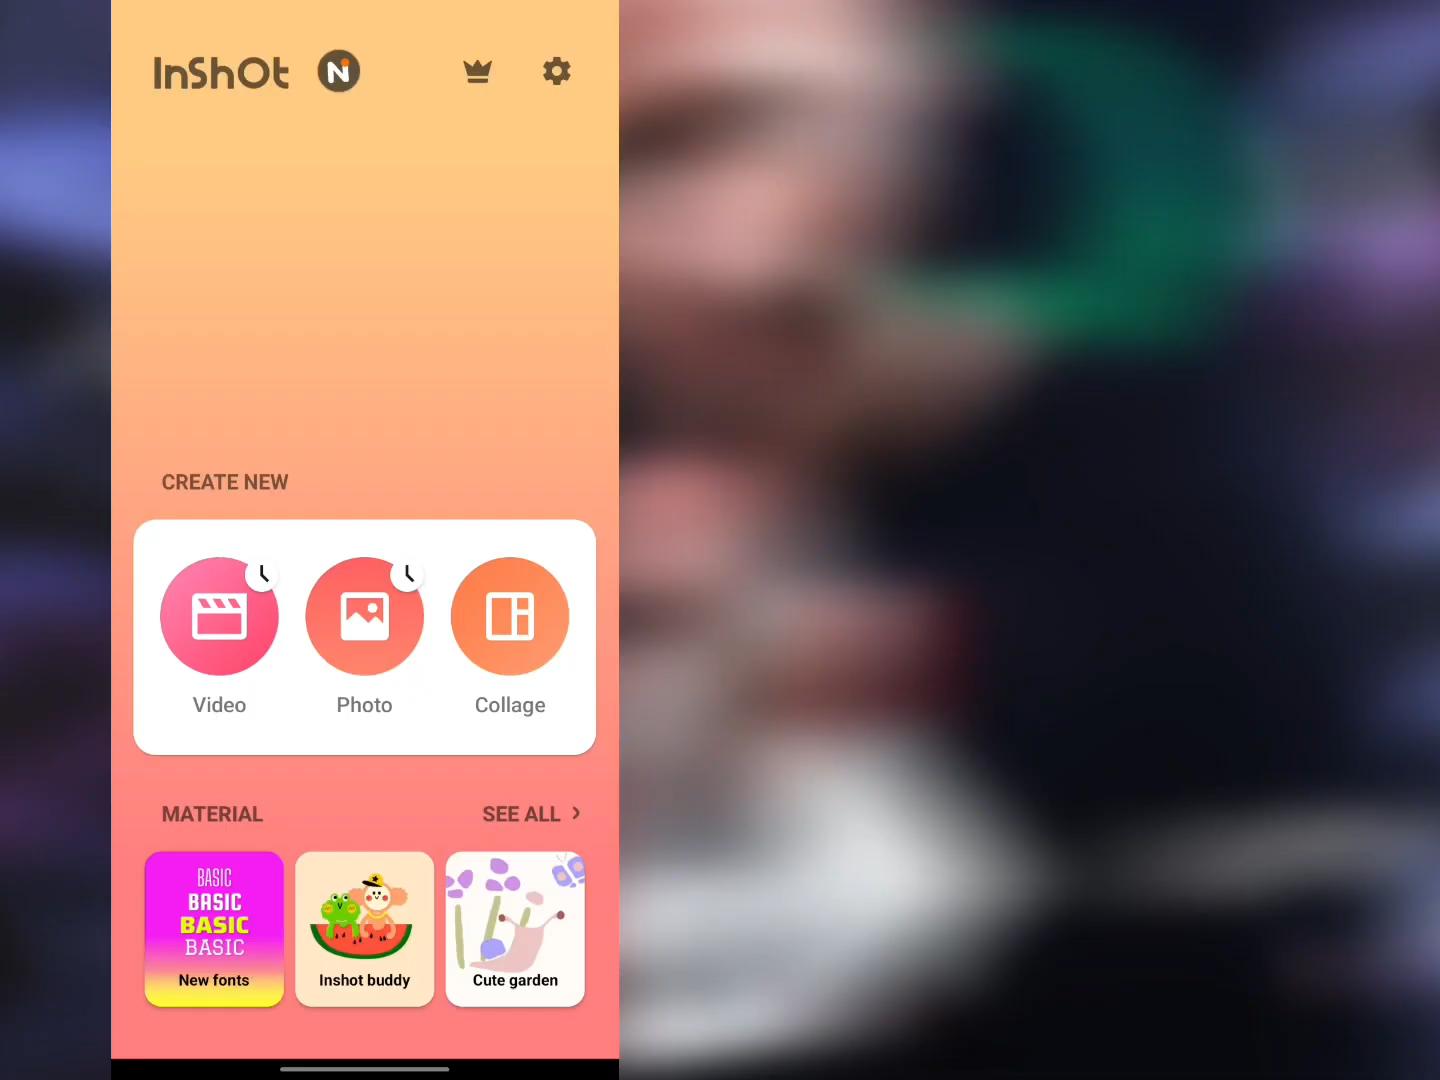 InShOt N
CREATE NEW
Video Photo Collage
MATERIAL SEE ALL >
BASIC
BASIC
BASIC
BASIC
New fonts Inshot buddy Cute garden